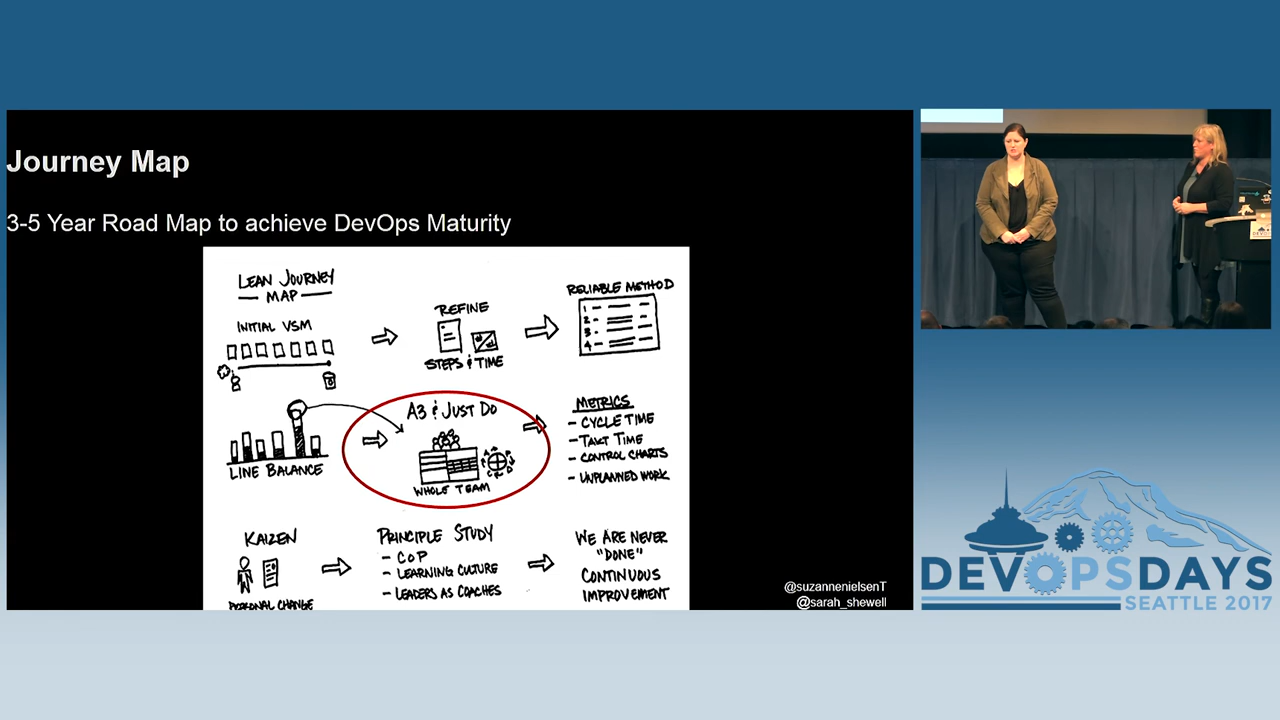 Journey Map
3-5 Year Road Map to achieve DevOps Maturity
LEAN JOURNEY
MAP
INITIAL VSM
REFINE
STEPS & TIME
RELIABLE METHOD
1
2
3
4
LINE BALANCE
A3 & JUST DO
WHOLE TEAM
METRICS
- CYCLE TIME
- TAKT TIME
- CONTROL CHARTS
- UNPLANNED WORK
KAIZEN
PERSONAL CHANGE
PRINCIPLE STUDY
- COP
- LEARNING CULTURE
- LEADERS AS COACHES
WE ARE NEVER
"DONE"
CONTINUOUS
IMPROVEMENT
@suzannenielsenT
@sarah_shewell
DEVOPSDAYS
SEATTLE 2017